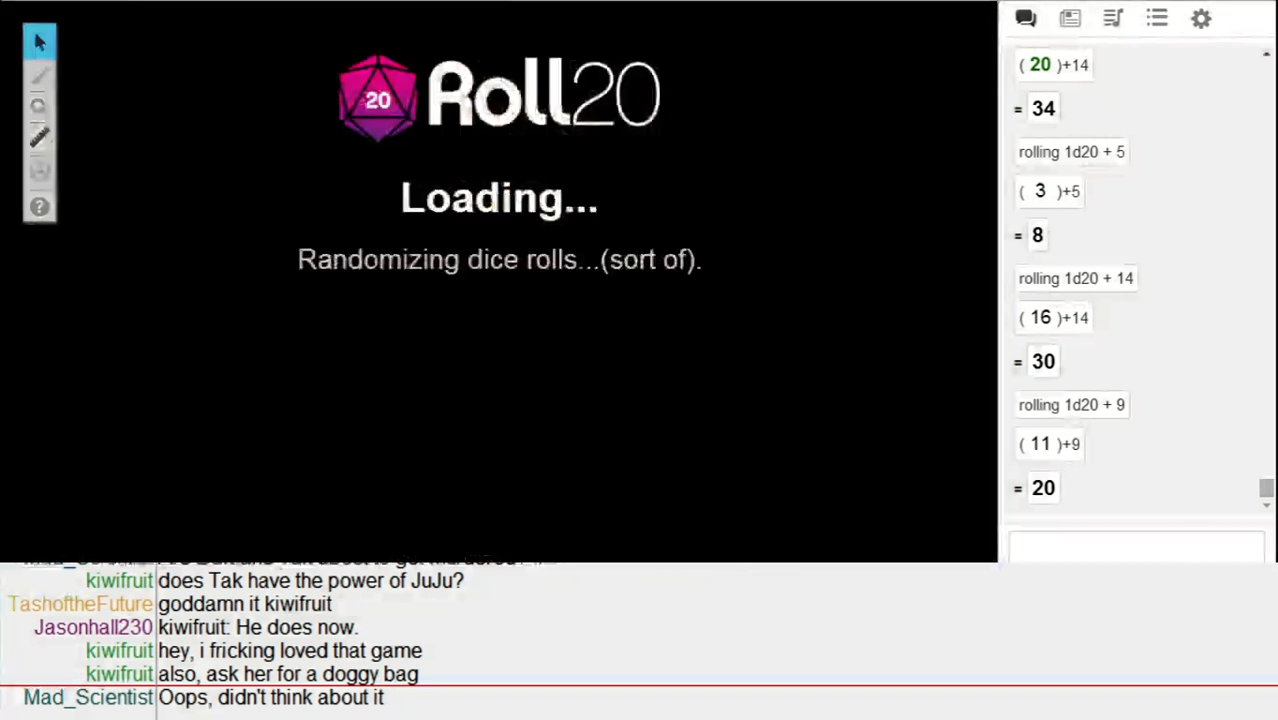 20
Roll20
Loading...
Randomizing dice rolls...(sort of).
( 20 )+14
= 34
rolling 1d20 + 5
( 3 )+5
= 8
rolling 1d20 + 14
( 16 )+14
= 30
rolling 1d20 + 9
( 11 )+9
= 20
kiwifruit does Tak have the power of JuJu?
TashoftheFuture goddamn it kiwifruit
Jasonhall230 kiwifruit: He does now.
kiwifruit hey, i fricking loved that game
kiwifruit also, ask her for a doggy bag
Mad_Scientist Oops, didn't think about it